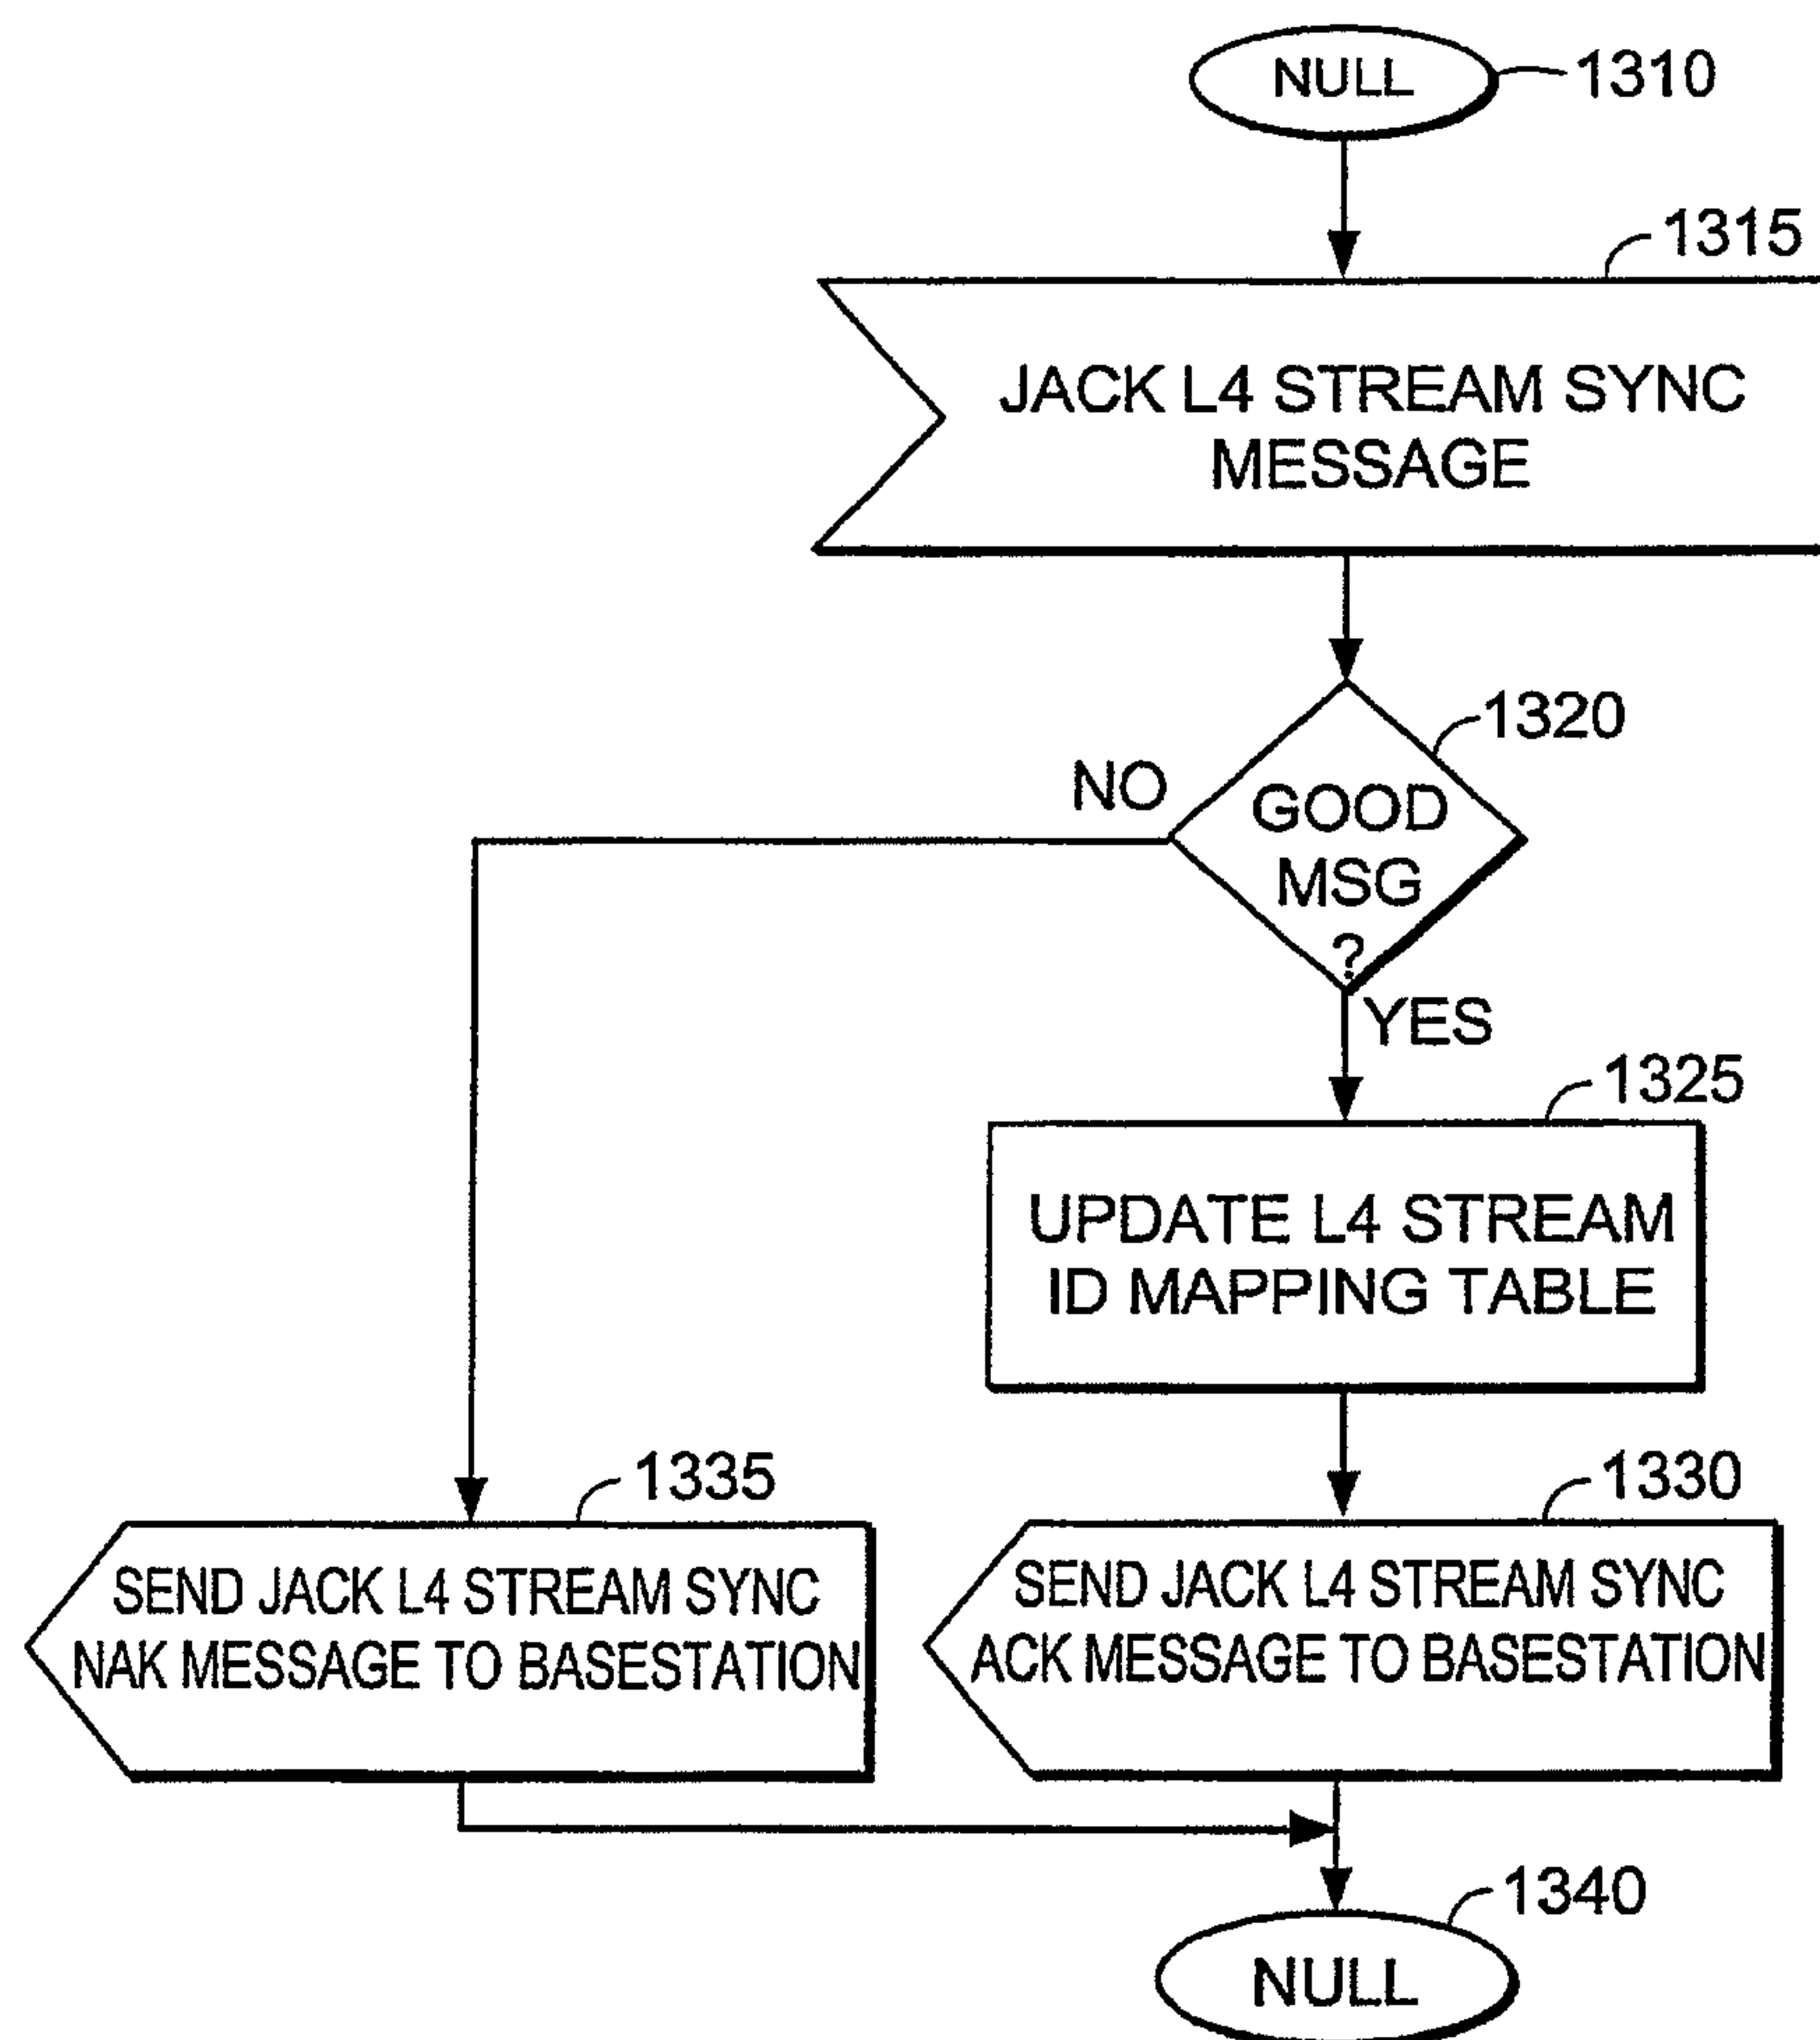 NULL
1310
1315
JACK L4 STREAM SYNC
MESSAGE
1320
NO
GOOD
MSG
?
YES
1325
UPDATE L4 STREAM
ID MAPPING TABLE
1335
1330
SEND JACK L4 STREAM SYNC
NAK MESSAGE TO BASESTATION
SEND JACK L4 STREAM SYNC
ACK MESSAGE TO BASESTATION
1340
NULL